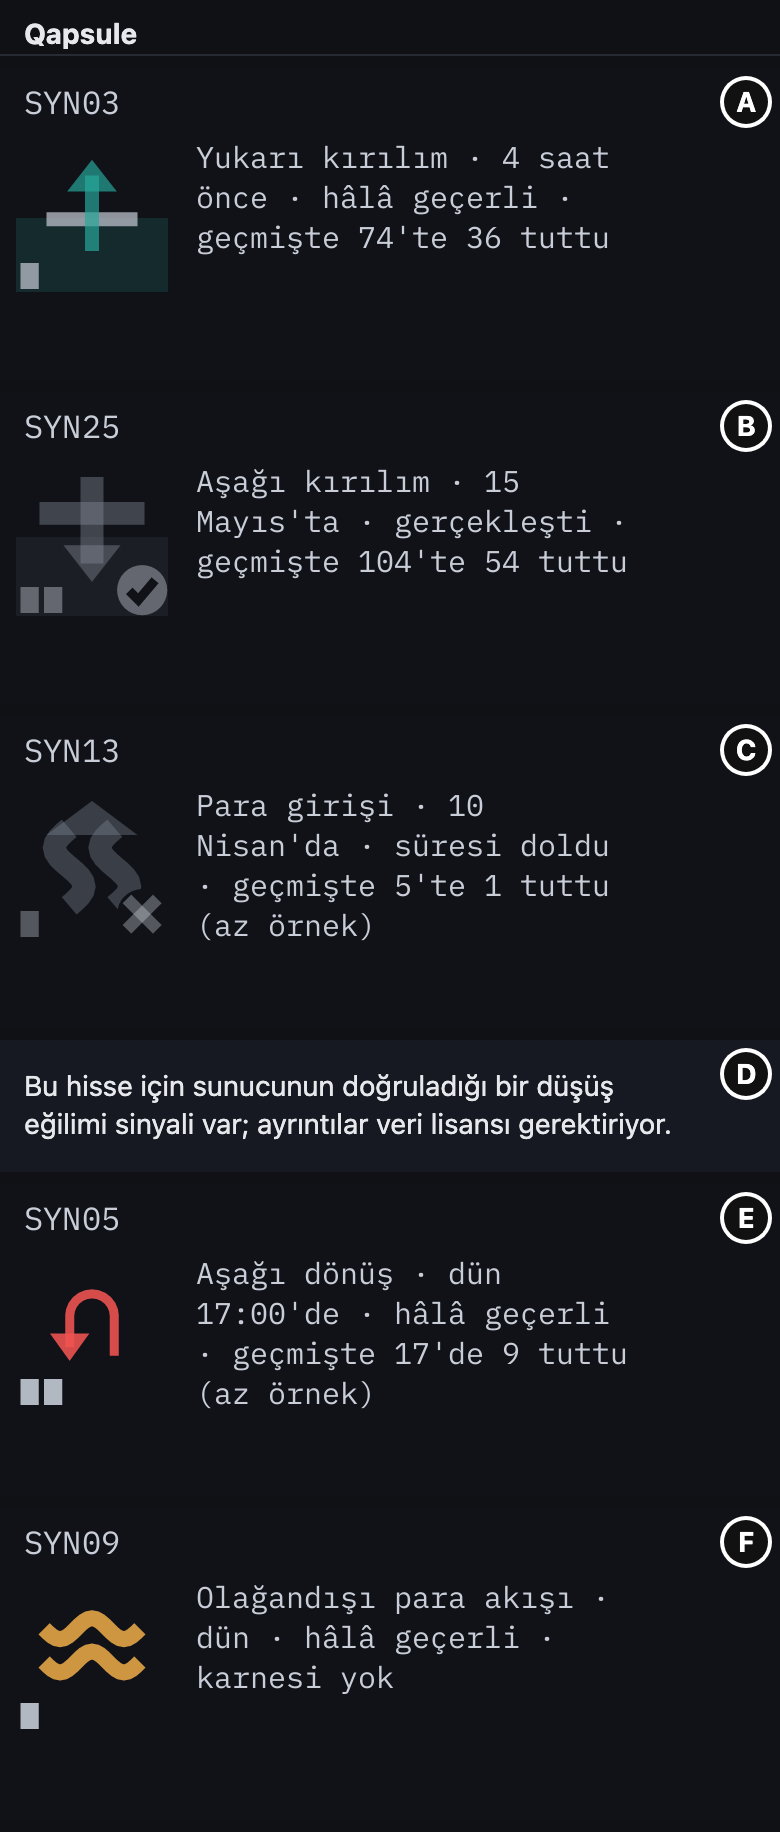 Qapsule
SYN03
A
Yukarı kırılım · 4 saat
önce · hâlâ geçerli ·
geçmişte 74'te 36 tuttu
SYN25
B
Aşağı kırılım · 15
Mayıs'ta · gerçekleşti ·
geçmişte 104'te 54 tuttu
SYN13
C
Para girişi · 10
Nisan'da · süresi doldu
· geçmişte 5'te 1 tuttu
(az örnek)
D
Bu hisse için sunucunun doğruladığı bir düşüş
eğilimi sinyali var; ayrıntılar veri lisansı gerektiriyor.
SYN05
E
Aşağı dönüş · dün
17:00'de · hâlâ geçerli
· geçmişte 17'de 9 tuttu
(az örnek)
SYN09
F
Olağandışı para akışı ·
dün · hâlâ geçerli ·
karnesi yok